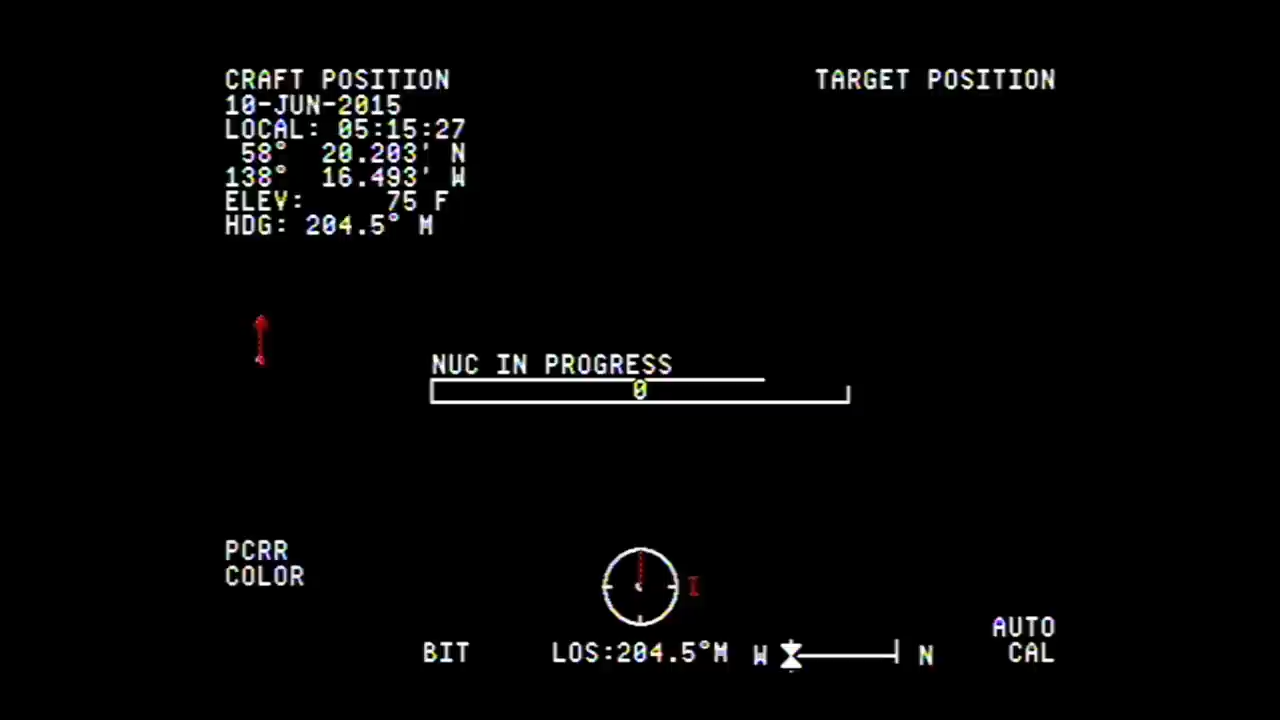 CRAFT POSITION
10-JUN-2015
LOCAL: 05:15:27
58° 20.203' N
138° 16.493' W
ELEV: 75 F
HDG: 204.5° M
TARGET POSITION
NUC IN PROGRESS
0
PCRR
COLOR
I
BIT
LOS:204.5°M
W
N
AUTO
CAL